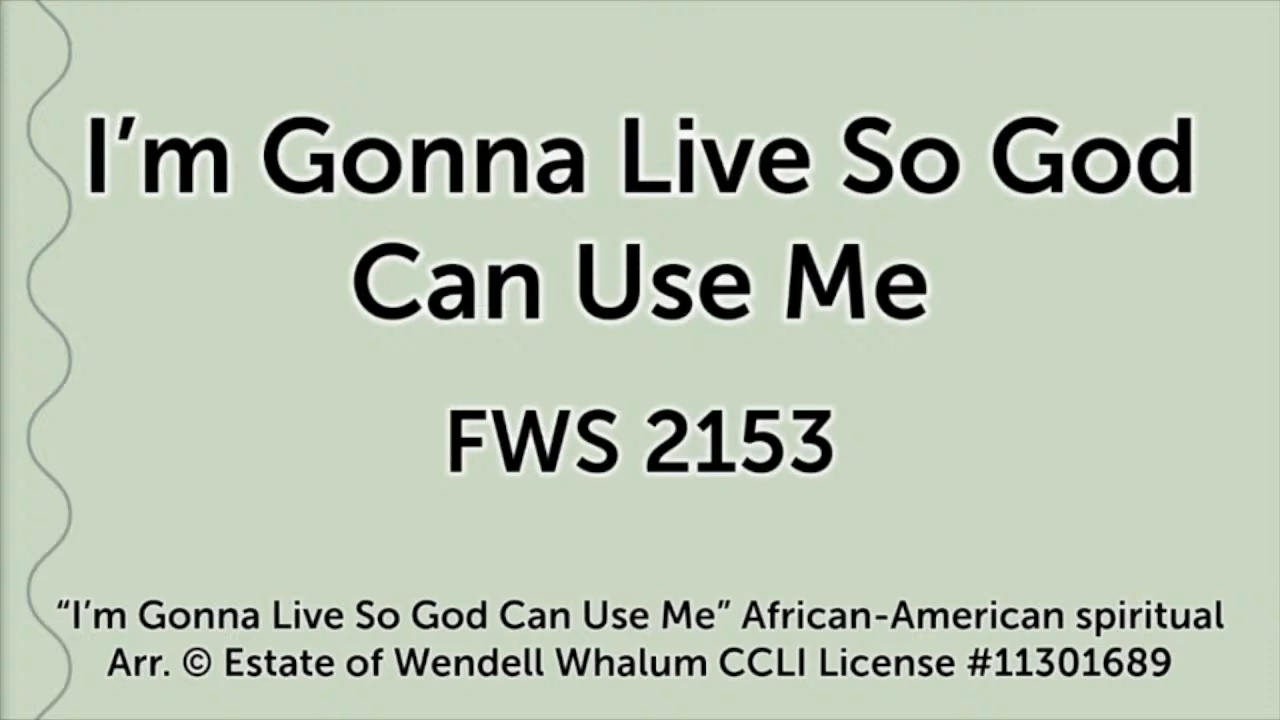 I’m Gonna Live So God
Can Use Me
FWS 2153
“I’m Gonna Live So God Can Use Me” African-American spiritual
Arr. © Estate of Wendell Whalum CCLI License #11301689